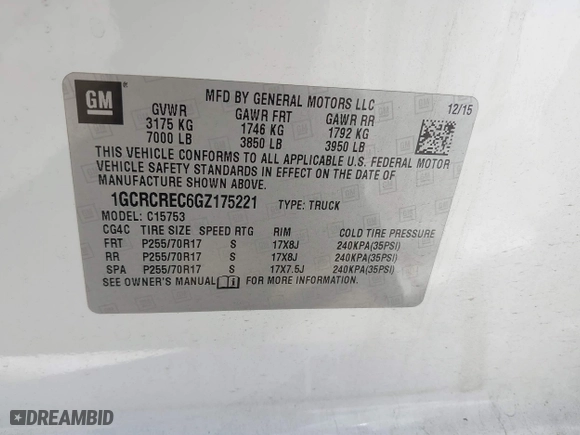 GM
MFD BY GENERAL MOTORS LLC
12/15
GVWR GAWR FRT GAWR RR
3175 KG 1746 KG 1792 KG
7000 LB 3850 LB 3950 LB
THIS VEHICLE CONFORMS TO ALL APPLICABLE U.S. FEDERAL MOTOR
VEHICLE SAFETY STANDARDS IN EFFECT ON THE DATE OF
MANUFACTURE SHOWN ABOVE.
1GCRCREC6GZ175221 TYPE: TRUCK
MODEL: C15753
CG4C TIRE SIZE SPEED RTG RIM COLD TIRE PRESSURE
FRT P255/70R17 S 17X8J 240KPA(35PSI)
RR P255/70R17 S 17X8J 240KPA(35PSI)
SPA P255/70R17 S 17X7.5J 240KPA(35PSI)
SEE OWNER'S MANUAL FOR MORE INFORMATION.
DREAMBID